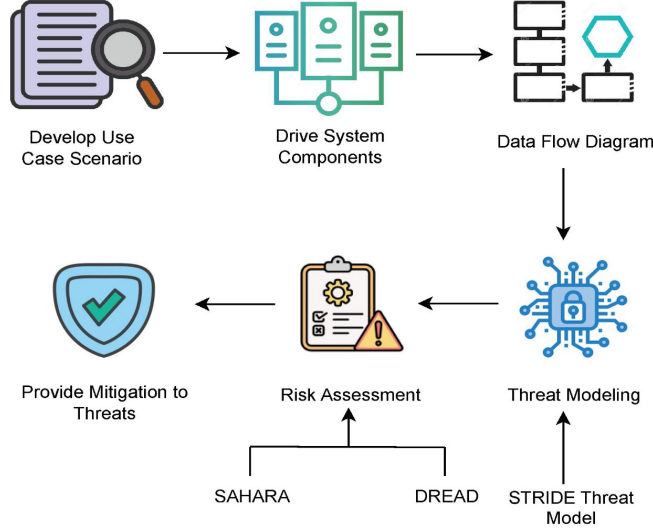 Develop Use
Case Scenario
Drive System
Components
Data Flow Diagram
Provide Mitigation to
Threats
Risk Assessment
Threat Modeling
SAHARA
DREAD
STRIDE Threat
Model